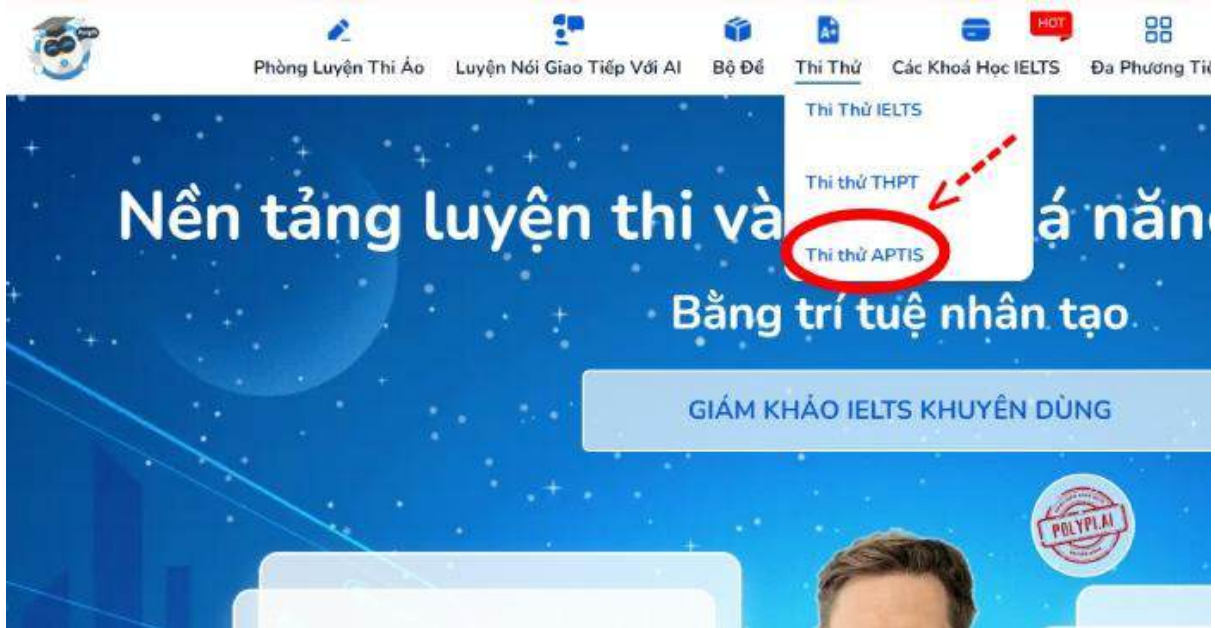 Phòng Luyện Thi Ảo
Luyện Nói Giao Tiếp Với AI
Bộ Đề
Thi Thử
Các Khoá Học IELTS
HOT
Đa Phương
Thi Thử IELTS
Thi thử THPT
Thi thử APTIS
Nền tảng luyện thi và á
Bằng trí tuệ nhân tạo
GIÁM KHẢO IELTS KHUYÊN DÙNG
POLYPI.AI